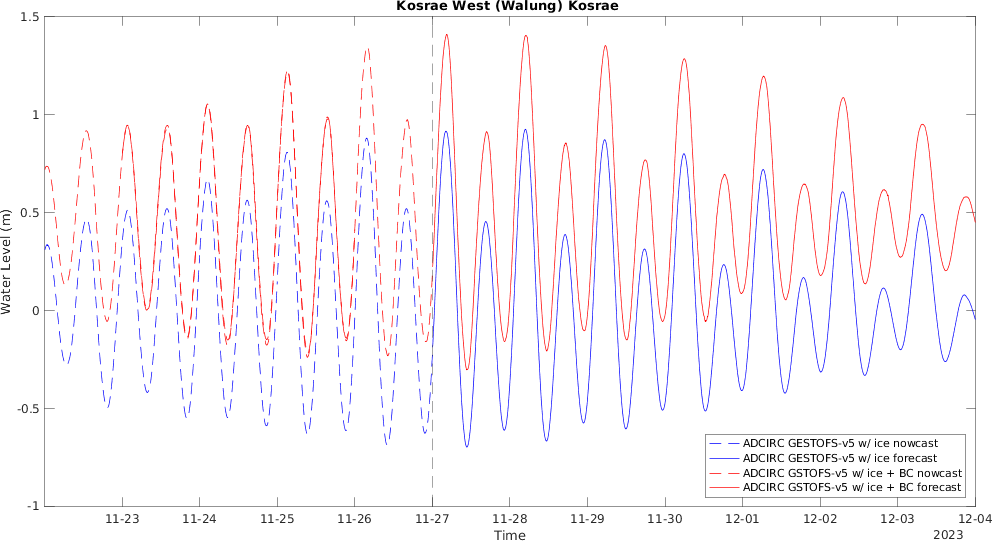 Kosrae West (Walung) Kosrae
1.5
1
0.5
0
-0.5
-1
Water Level (m)
ADCIRC GESTOFS-v5 w/ ice nowcast
ADCIRC GESTOFS-v5 w/ ice forecast
ADCIRC GSTOFS-v5 w/ ice + BC nowcast
ADCIRC GSTOFS-v5 w/ ice + BC forecast
11-23 11-24 11-25 11-26 11-27 11-28 11-29 11-30 12-01 12-02 12-03 12-04
Time 2023